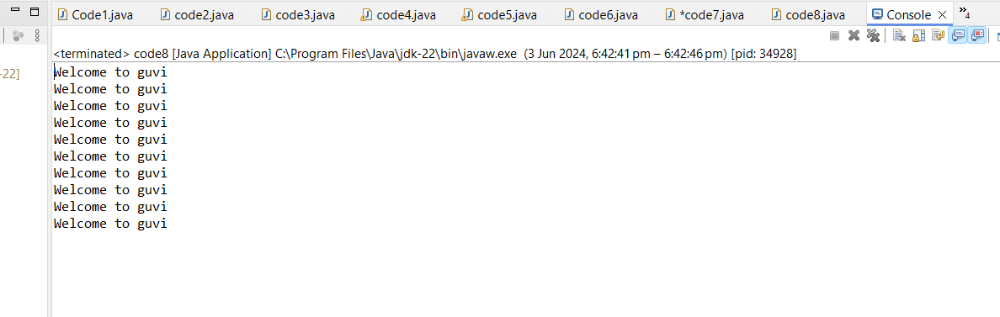 Code1.java code2.java code3.java code4.java code5.java code6.java *code7.java code8.java Console 4
<terminated> code8 [Java Application] C:\Program Files\Java\jdk-22\bin\javaw.exe (3 Jun 2024, 6:42:41 pm – 6:42:46 pm) [pid: 34928]
-22] Welcome to guvi
Welcome to guvi
Welcome to guvi
Welcome to guvi
Welcome to guvi
Welcome to guvi
Welcome to guvi
Welcome to guvi
Welcome to guvi
Welcome to guvi